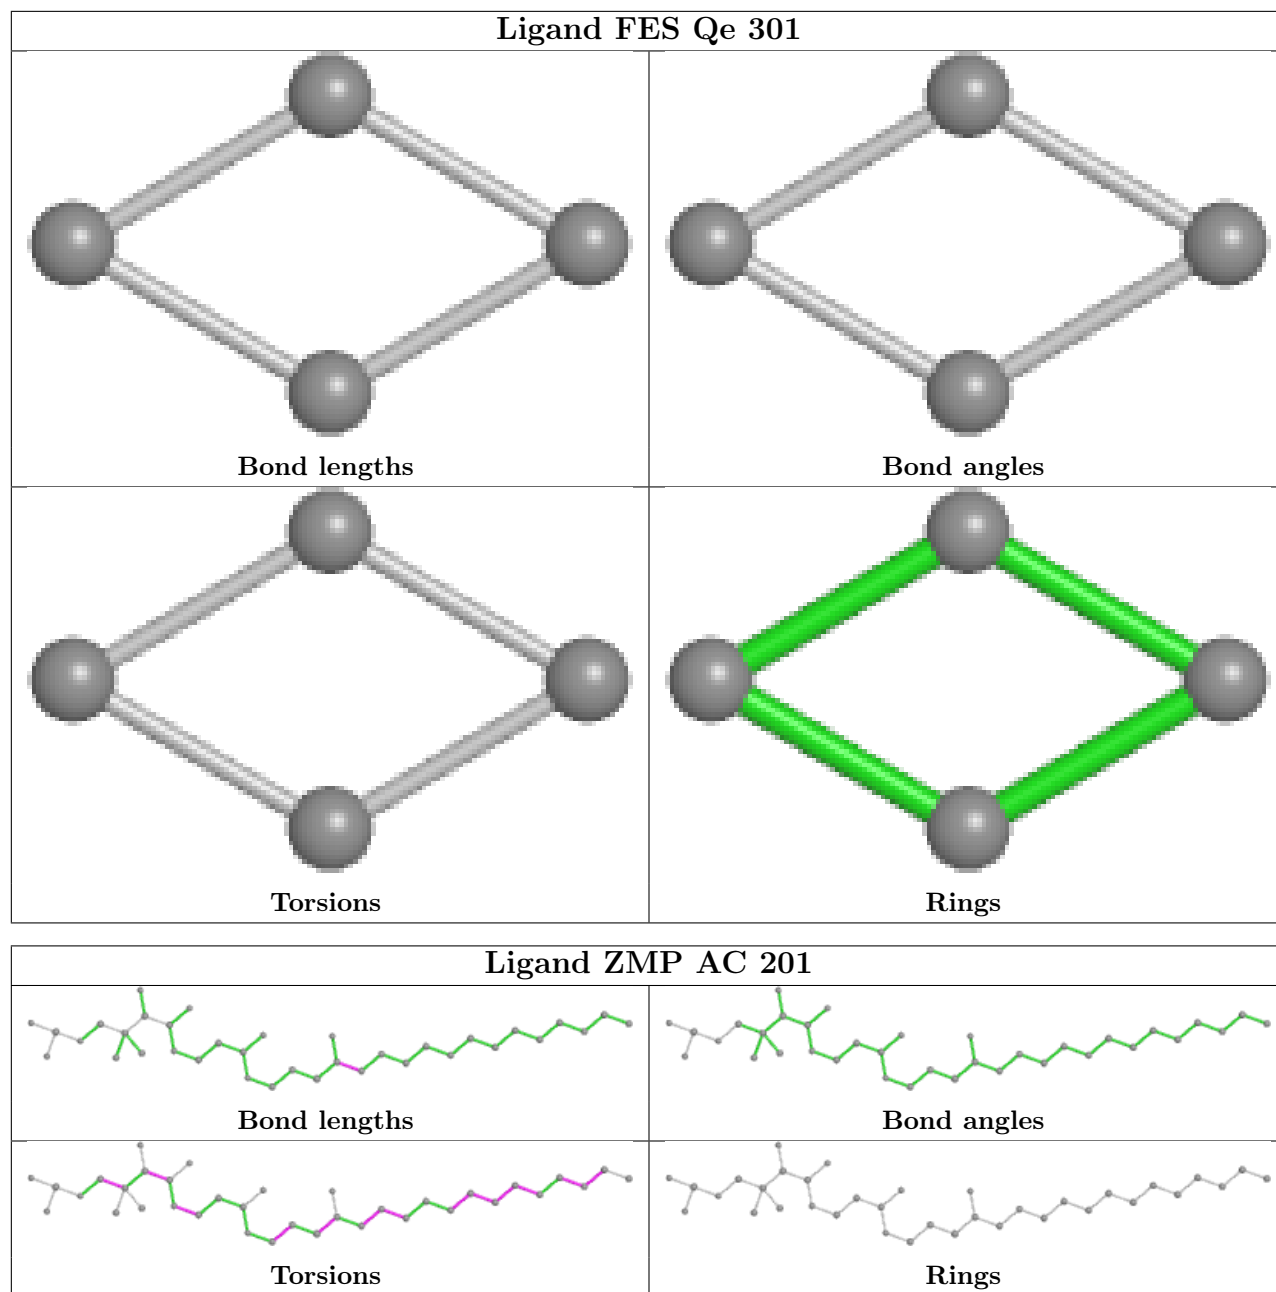 Ligand FES Qe 301
Bond lengths
Bond angles
Torsions
Rings
Ligand ZMP AC 201
Bond lengths
Bond angles
Torsions
Rings